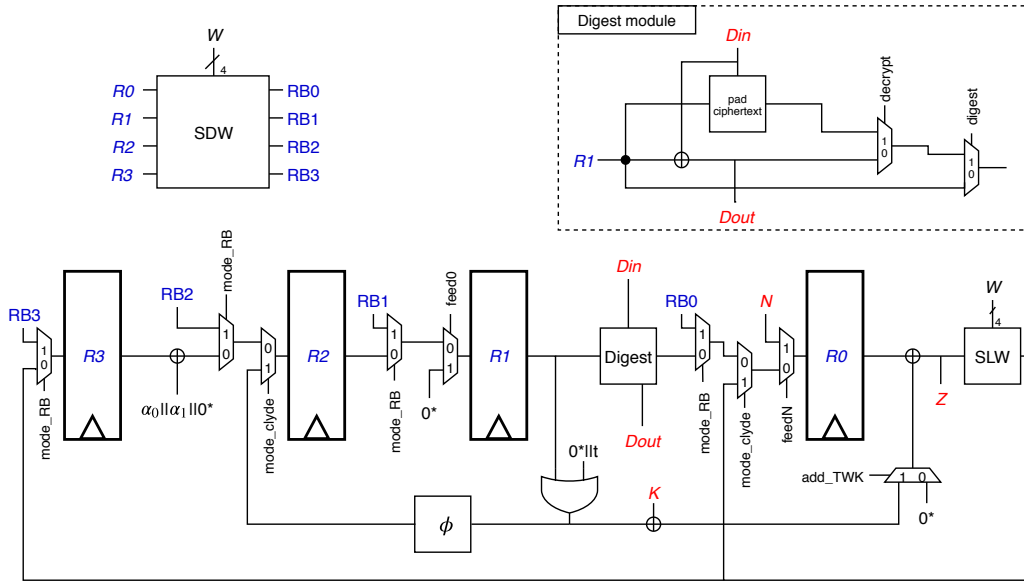 Digest module
W
4
R0
R1
R2
R3
SDW
RB0
RB1
RB2
RB3
Din
pad
ciphertext
decrypt
digest
R1
1
0
1
0
Dout
RB3
1
0
mode_RB
R3
RB2
α₀||α₁||0*
mode_RB
1
0
0
1
mode_clyde
R2
RB1
1
0
mode_RB
feed0
0
1
0*
R1
Din
Digest
Dout
0*||t
RB0
1
0
mode_RB
0
1
mode_clyde
N
1
0
feedN
R0
Z
W
4
SLW
add_TWK
1 0
0*
K
ϕ